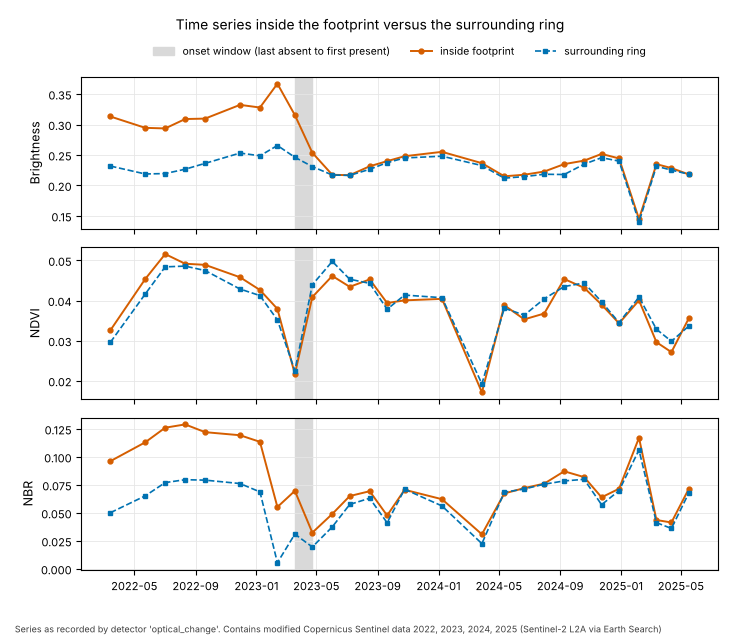 Time series inside the footprint versus the surrounding ring
onset window (last absent to first present) inside footprint surrounding ring
Brightness
0.35
0.30
0.25
0.20
0.15
NDVI
0.05
0.04
0.03
0.02
NBR
0.125
0.100
0.075
0.050
0.025
0.000
2022-05 2022-09 2023-01 2023-05 2023-09 2024-01 2024-05 2024-09 2025-01 2025-05
Series as recorded by detector 'optical_change'. Contains modified Copernicus Sentinel data 2022, 2023, 2024, 2025 (Sentinel-2 L2A via Earth Search)